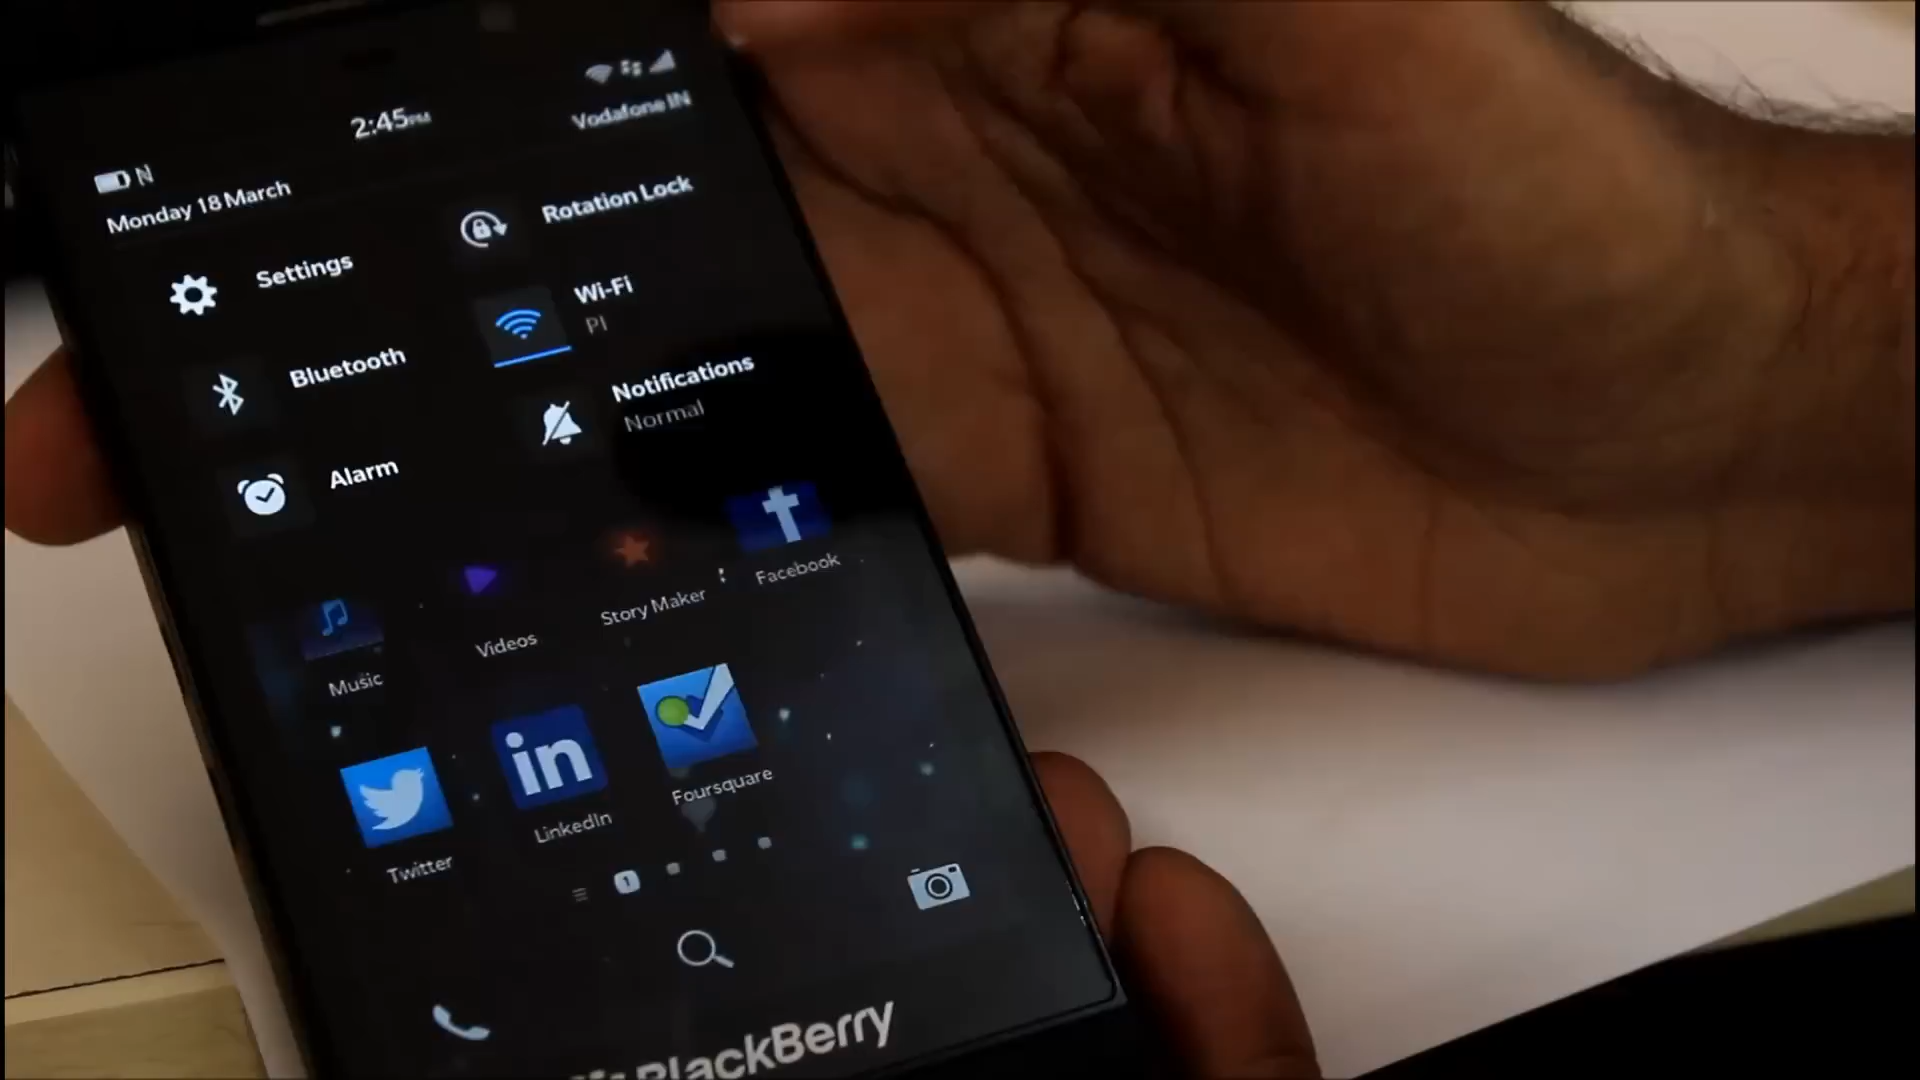 2:45PM
Vodafone IN
N
Monday 18 March
Settings
Rotation Lock
Bluetooth
Wi-Fi
PI
Alarm
Notifications
Normal
Music
Videos
Story Maker
Facebook
Twitter
in
LinkedIn
Foursquare
1
BlackBerry